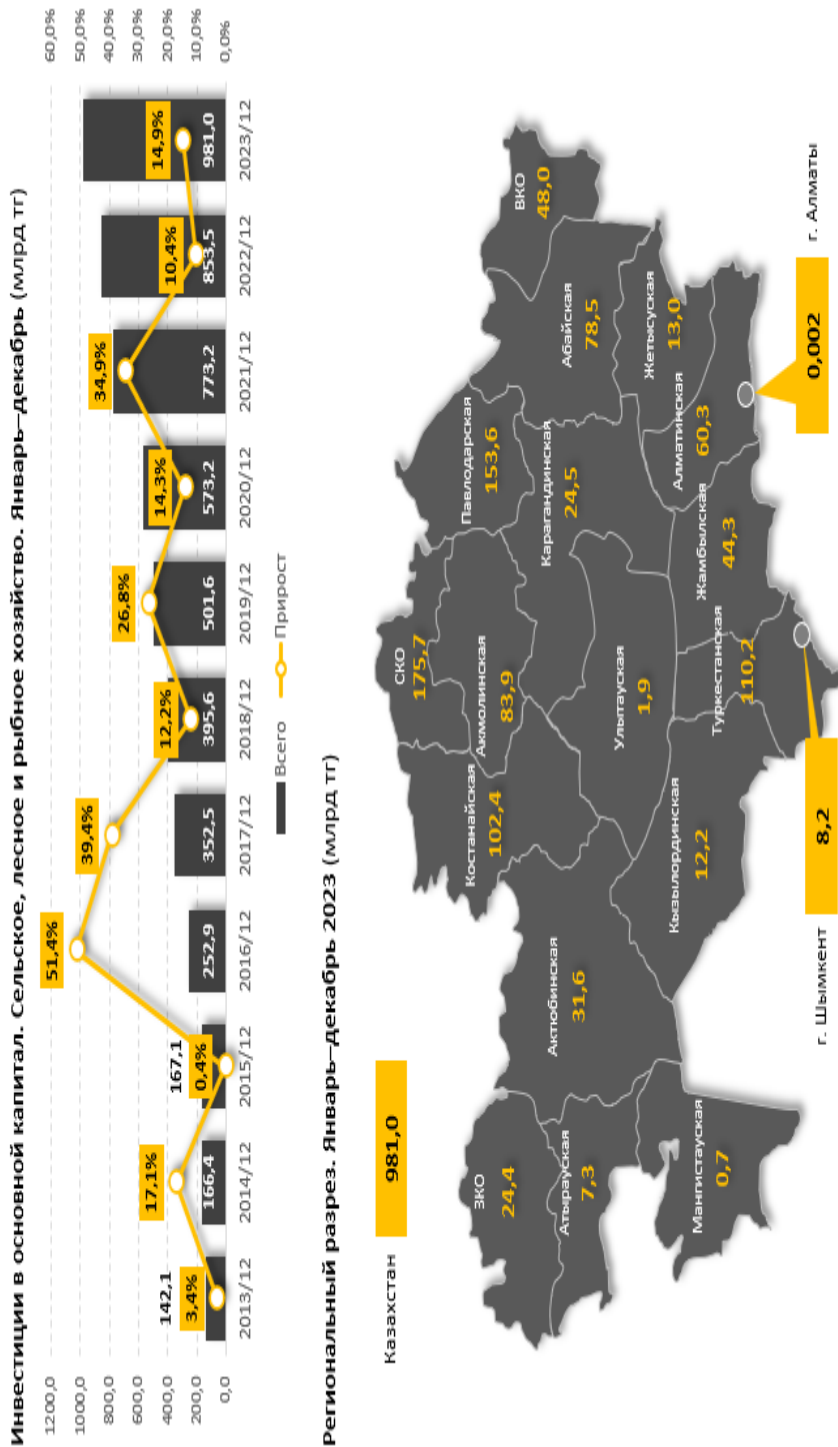 Инвестиции в основной капитал. Сельское, лесное и рыбное хозяйство. Январь–декабрь (млрд тг)
1200,0
1000,0
800,0
600,0
400,0
200,0
0,0
60,0%
50,0%
40,0%
30,0%
20,0%
10,0%
0,0%
3,4%
17,1%
0,4%
51,4%
39,4%
12,2%
26,8%
14,3%
34,9%
10,4%
14,9%
142,1
166,4
167,1
252,9
352,5
395,6
501,6
573,2
773,2
853,5
981,0
2013/12
2014/12
2015/12
2016/12
2017/12
2018/12
2019/12
2020/12
2021/12
2022/12
2023/12
Всего
Прирост
Региональный разрез. Январь–декабрь 2023 (млрд тг)
Казахстан
981,0
СКО
175,7
Костанайская
102,4
Акмолинская
83,9
Павлодарская
153,6
ЗКО
24,4
Актюбинская
31,6
Карагандинская
24,5
Абайская
78,5
ВКО
48,0
Атырауская
7,3
Улытауская
1,9
Жетысуская
13,0
Мангистауская
0,7
Кызылординская
12,2
Туркестанская
110,2
Жамбылская
44,3
Алматинская
60,3
г. Шымкент
8,2
0,002
г. Алматы